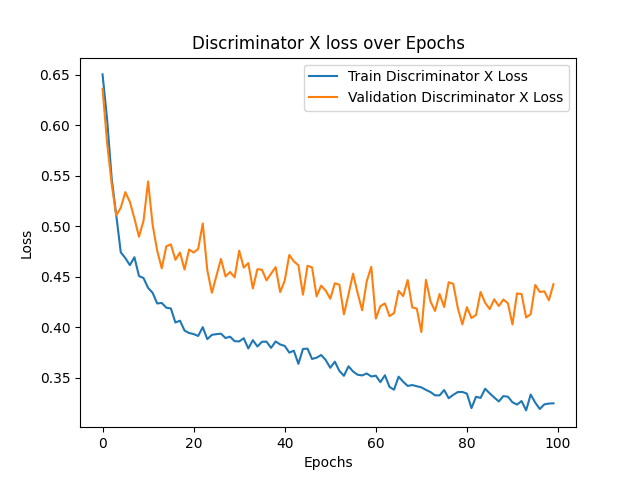 Discriminator X loss over Epochs
Train Discriminator X Loss
Validation Discriminator X Loss
Loss
0.65
0.60
0.55
0.50
0.45
0.40
0.35
0
20
40
60
80
100
Epochs